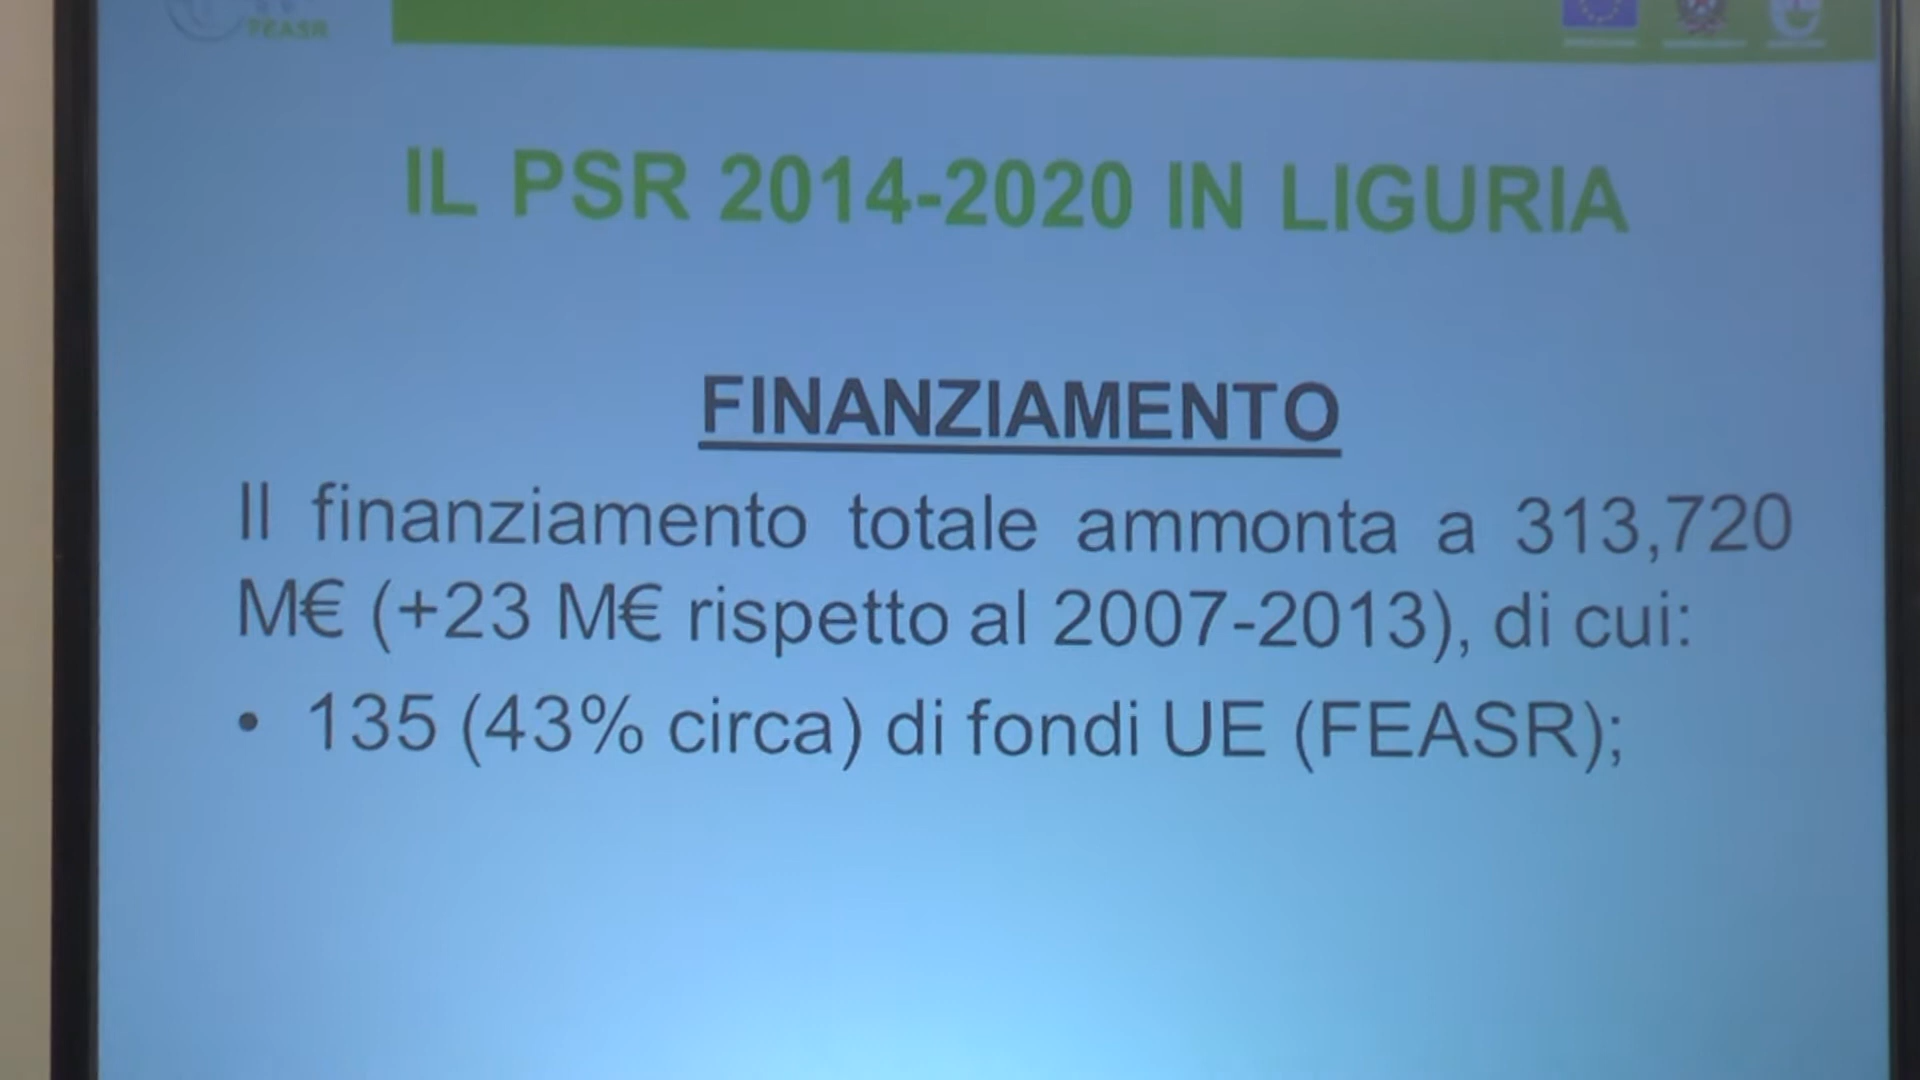 FEASR
IL PSR 2014-2020 IN LIGURIA
FINANZIAMENTO
Il finanziamento totale ammonta a 313,720
M€ (+23 M€ rispetto al 2007-2013), di cui:
• 135 (43% circa) di fondi UE (FEASR);